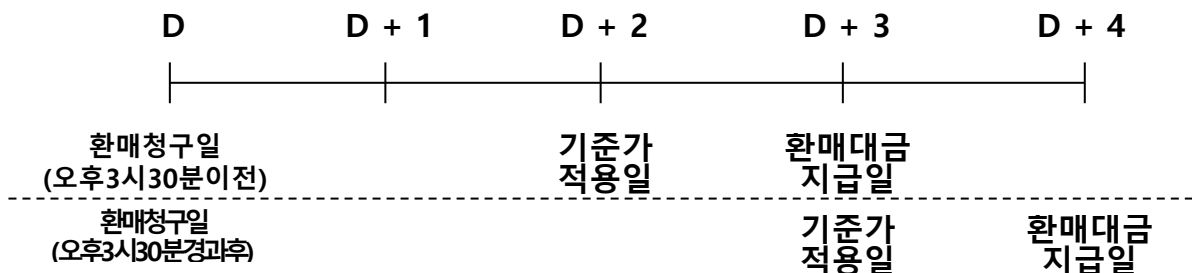 D D + 1 D + 2 D + 3 D + 4
환매청구일 기준가 환매대금
(오후3시30분이전) 적용일 지급일
환매청구일 기준가 환매대금
(오후3시30분경과후) 적용일 지급일